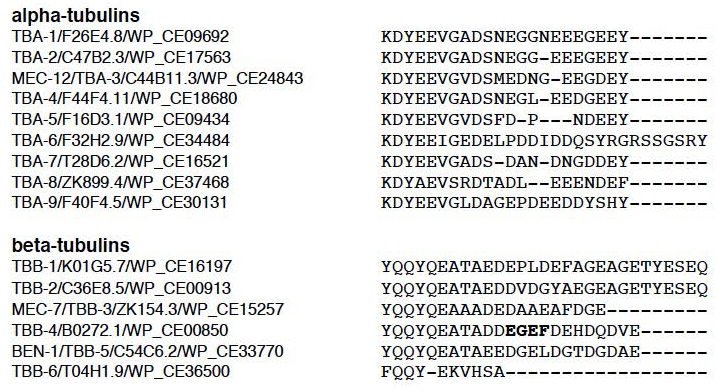 alpha-tubulins
TBA-1/F26E4.8/WP_CE09692 KDYEEVGADSNEGGNEEEGEEY-------
TBA-2/C47B2.3/WP_CE17563 KDYEEVGADSNEGG-EEEGEEY-------
MEC-12/TBA-3/C44B11.3/WP_CE24843 KDYEEVGVDSMEDNG-EEGDEY-------
TBA-4/F44F4.11/WP_CE18680 KDYEEVGADSNEGL-EEDGEEY-------
TBA-5/F16D3.1/WP_CE09434 KDYEEVGVDSFD-P---NDEEY-------
TBA-6/F32H2.9/WP_CE34484 KDYEEIGEDELPDDIDDQSYRGRSSGSRY
TBA-7/T28D6.2/WP_CE16521 KDYEEVGADS-DAN-DNGDDEY-------
TBA-8/ZK899.4/WP_CE37468 KDYAEVSRDTADL--EEENDEF-------
TBA-9/F40F4.5/WP_CE30131 KDYEEVGLDAGEPDEEDDYSHY-------
beta-tubulins
TBB-1/K01G5.7/WP_CE16197 YQQYQEATAEDEPLDEFAGEAGETYESEQ
TBB-2/C36E8.5/WP_CE00913 YQQYQEATAEDDVDGYAEGEAGETYESEQ
MEC-7/TBB-3/ZK154.3/WP_CE15257 YQQYQEAAADEDAAEAFDGE---------
TBB-4/B0272.1/WP_CE00850 YQQYQEATADDEGEFDEHDQDVE------
BEN-1/TBB-5/C54C6.2/WP_CE33770 YQQYQEATAEEDGELDGTDGDAE------
TBB-6/T04H1.9/WP_CE36500 FQQY-EKVHSA------------------